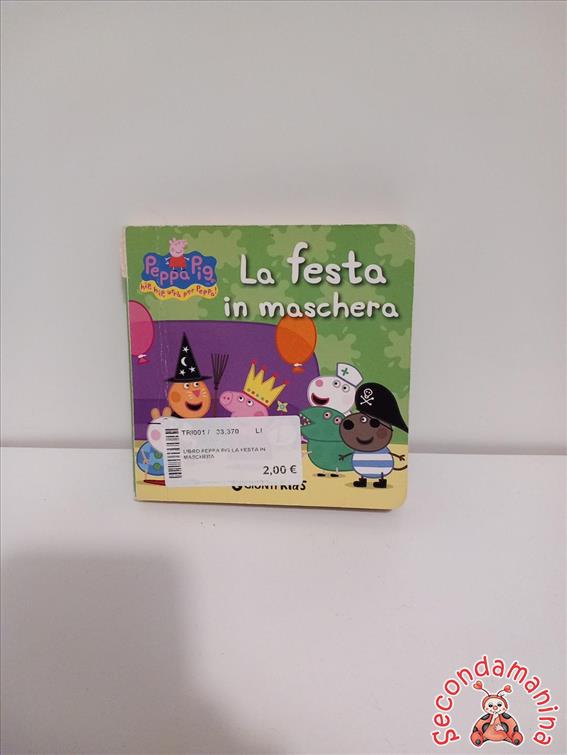 Peppa Pig
hip hip urrà per Peppa!
La festa
in maschera
TRI001 / 33,370 LI
LIBRO PEPPA PIG LA FESTA IN
MASCHERA
2,00 €
GIUNTI Kids
Secondamanina